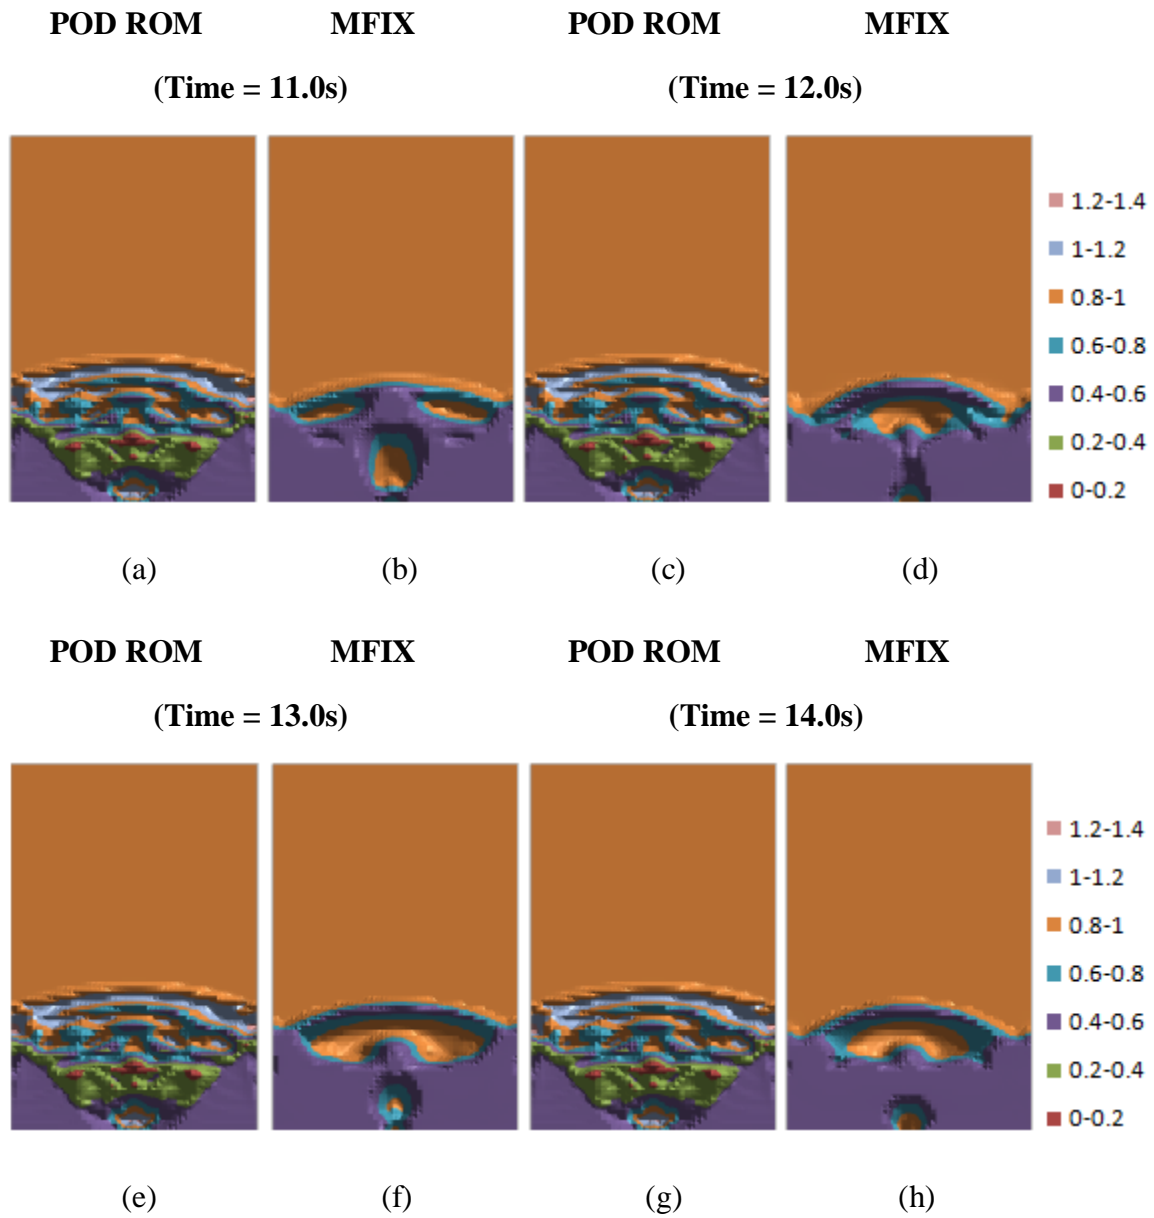 POD ROM MFIX POD ROM MFIX
(Time = 11.0s) (Time = 12.0s)
1.2-1.4
1-1.2
0.8-1
0.6-0.8
0.4-0.6
0.2-0.4
0-0.2
(a) (b) (c) (d)
POD ROM MFIX POD ROM MFIX
(Time = 13.0s) (Time = 14.0s)
1.2-1.4
1-1.2
0.8-1
0.6-0.8
0.4-0.6
0.2-0.4
0-0.2
(e) (f) (g) (h)